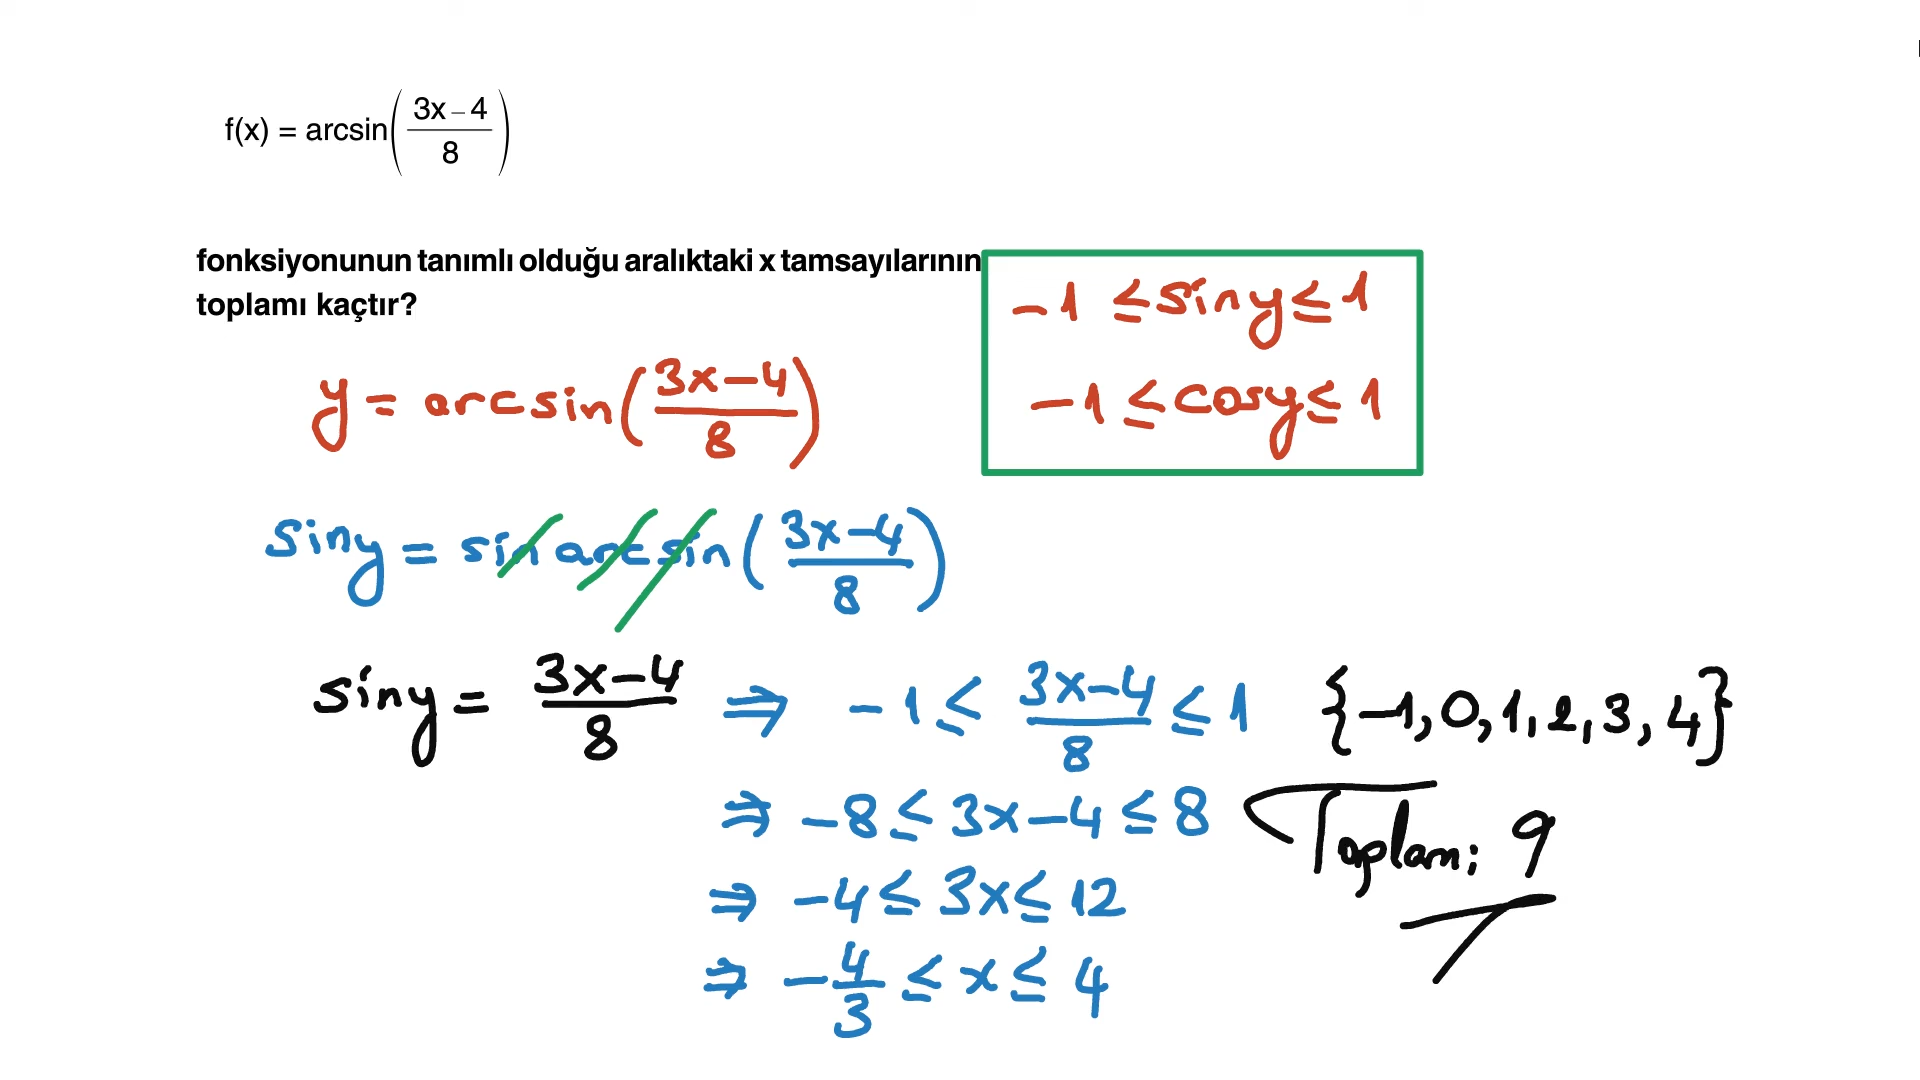 f(x) = arcsin((3x – 4)/8)
fonksiyonunun tanımlı olduğu aralıktaki x tamsayılarının
toplamı kaçtır?
-1 ≤ siny ≤ 1
-1 ≤ cosy ≤ 1
y = arcsin((3x-4)/8)
siny = sin arcsin((3x-4)/8)
siny = (3x-4)/8 ⇒ -1 ≤ (3x-4)/8 ≤ 1 {-1, 0, 1, 2, 3, 4}
⇒ -8 ≤ 3x-4 ≤ 8
Toplam: 9
⇒ -4 ≤ 3x ≤ 12
⇒ -4/3 ≤ x ≤ 4